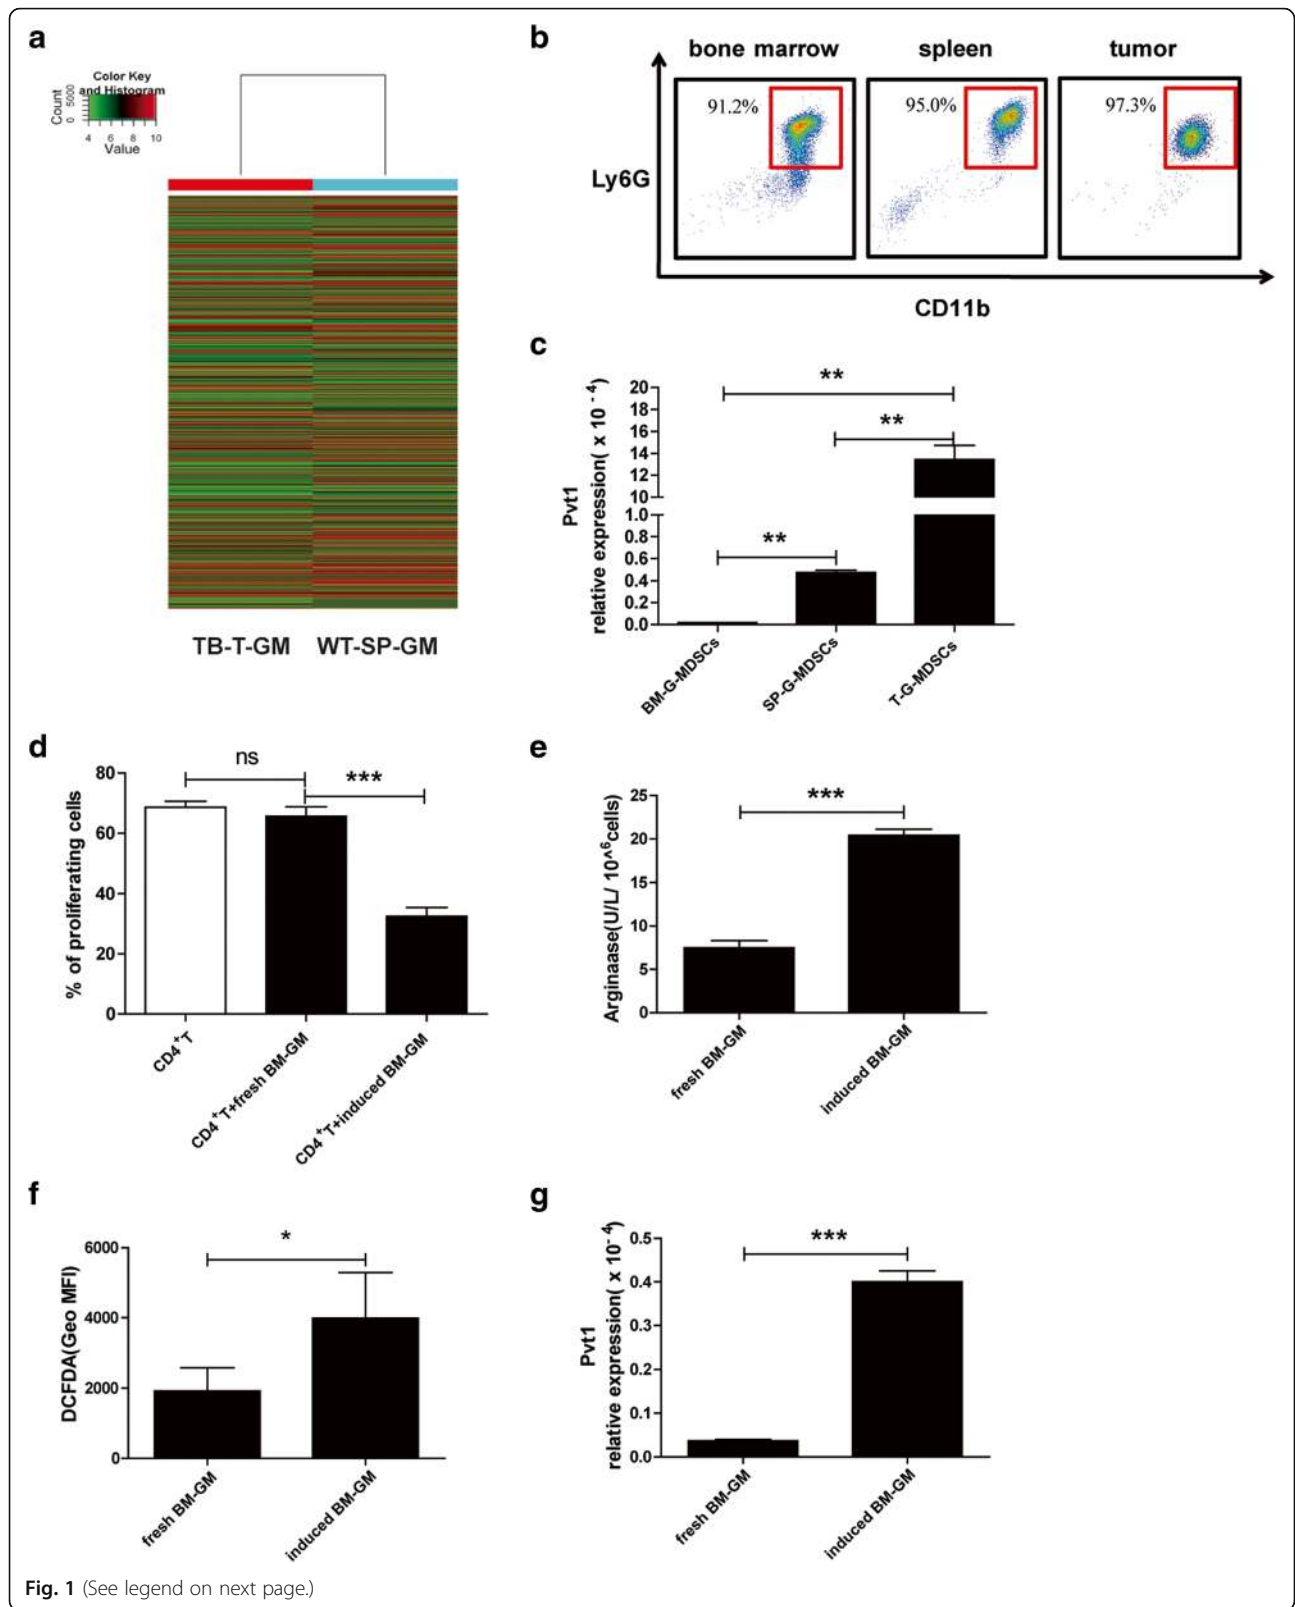 a
Color Key
and Histogram
Count
0 5000
4 6 8 10
Value
TB-T-GM WT-SP-GM
b
bone marrow spleen tumor
91.2% 95.0% 97.3%
Ly6G
CD11b
c
Pvt1
relative expression( x 10 - 4)
20
18
16
14
12
10
1.0
0.8
0.6
0.4
0.2
0.0
**
**
**
BM-G-MDSCs
SP-G-MDSCs
T-G-MDSCs
d
% of proliferating cells
80
60
40
20
0
ns
***
CD4+T
CD4+T+fresh BM-GM
CD4+T+induced BM-GM
e
Arginaase(U/L/ 10^6cells)
25
20
15
10
5
0
***
fresh BM-GM
induced BM-GM
f
DCFDA(Geo MFI)
6000
4000
2000
0
*
fresh BM-GM
induced BM-GM
g
Pvt1
relative expression( x 10- 4)
0.5
0.4
0.3
0.2
0.1
0.0
***
fresh BM-GM
induced BM-GM
Fig. 1 (See legend on next page.)